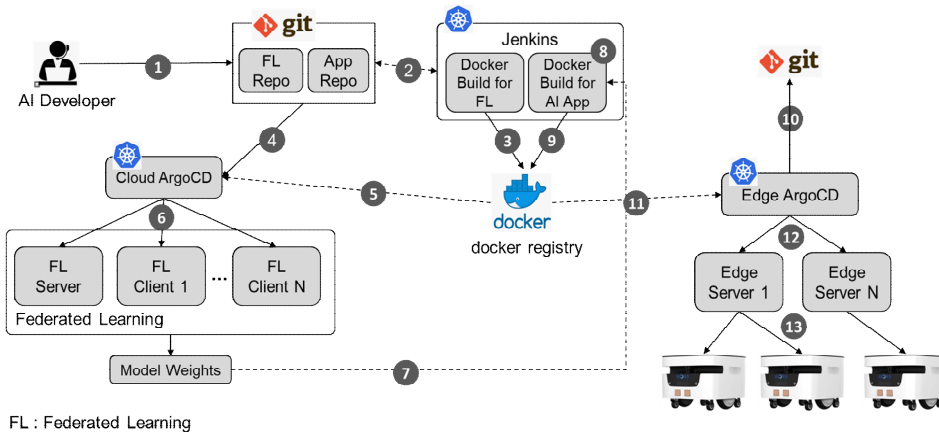 git
AI Developer
1
FL
Repo
App
Repo
2
Jenkins
8
Docker
Build for
FL
Docker
Build for
AI App
git
3
9
10
4
Cloud ArgoCD
5
docker
docker registry
11
Edge ArgoCD
6
12
FL
Server
FL
Client 1
...
FL
Client N
Federated Learning
Edge
Server 1
Edge
Server N
13
Model Weights
7
FL : Federated Learning